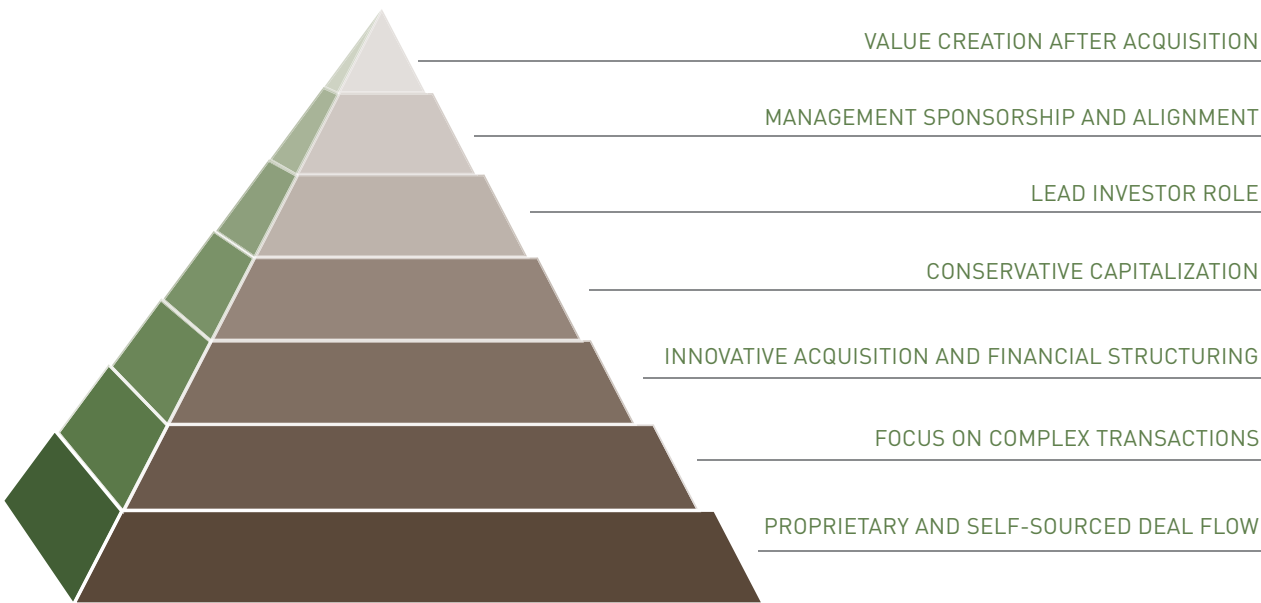 VALUE CREATION AFTER ACQUISITION
MANAGEMENT SPONSORSHIP AND ALIGNMENT
LEAD INVESTOR ROLE
CONSERVATIVE CAPITALIZATION
INNOVATIVE ACQUISITION AND FINANCIAL STRUCTURING
FOCUS ON COMPLEX TRANSACTIONS
PROPRIETARY AND SELF-SOURCED DEAL FLOW